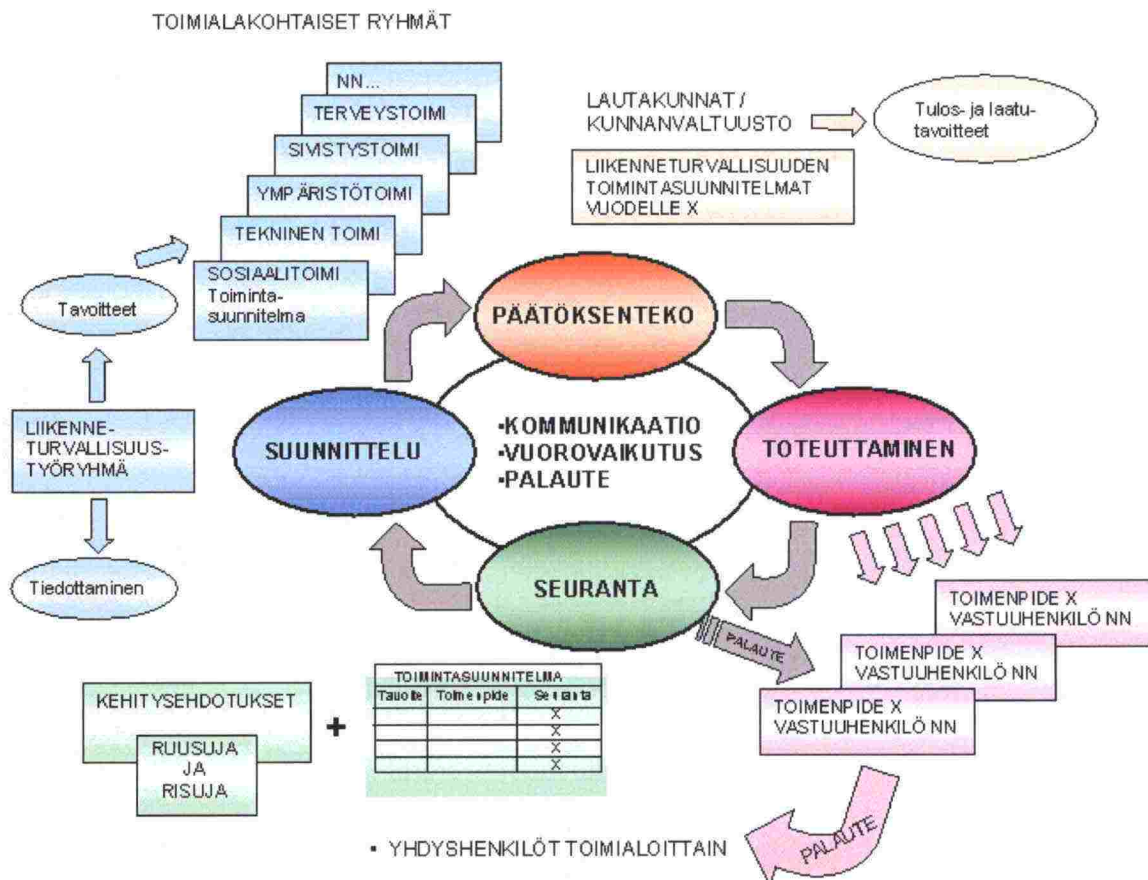 TOIMIALAKOHTAISET RYHMÄT
NN...
TERVEYSTOIMI
SIVISTYSTOIMI
YMPÄRISTÖTOIMI
TEKNINEN TOIMI
SOSIAALITOIMI
Toiminta-
suunnitelma
LAUTAKUNNAT /
KUNNANVALTUUSTO
Tulos- ja laatu-
tavoitteet
LIIKENNETURVALLISUUDEN
TOIMINTASUUNNITELMAT
VUODELLE X
Tavoitteet
LIIKENNE-
TURVALLISUUS-
TYÖRYHMÄ
Tiedottaminen
PÄÄTÖKSENTEKO
SUUNNITTELU
•KOMMUNIKAATIO
•VUOROVAIKUTUS
•PALAUTE
TOTEUTTAMINEN
SEURANTA
PALAUTE
TOIMENPIDE X
VASTUUHENKILÖ NN
TOIMENPIDE X
VASTUUHENKILÖ NN
TOIMENPIDE X
VASTUUHENKILÖ NN
KEHITYSEHDOTUKSET
RUUSUJA
JA
RISUJA
+
TOIMINTASUUNNITELMA
Tavoite Toimenpide Seuranta
X
X
X
X
PALAUTE
• YHDYSHENKILÖT TOIMIALOITTAIN